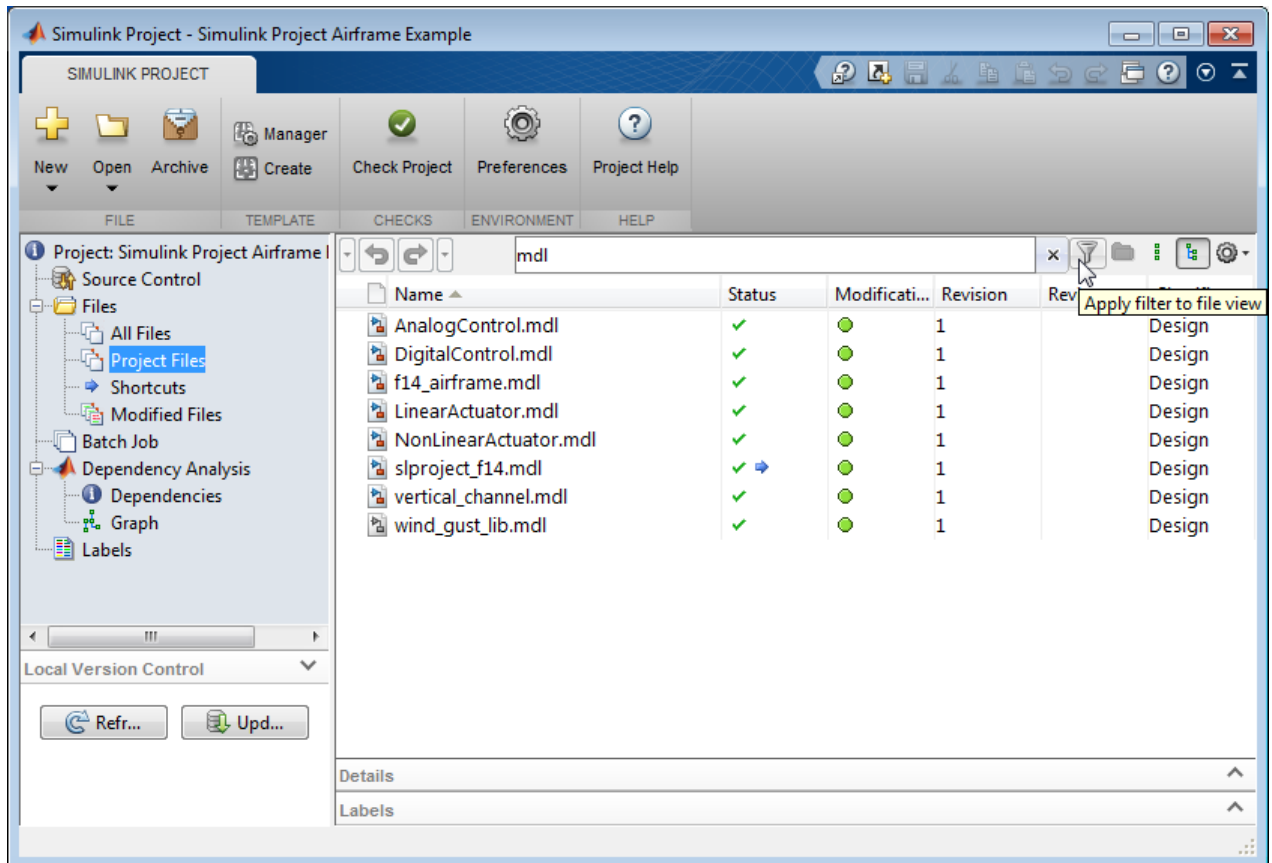 Simulink Project - Simulink Project Airframe Example
SIMULINK PROJECT
New Open Archive Manager Create Check Project Preferences Project Help
FILE TEMPLATE CHECKS ENVIRONMENT HELP
Project: Simulink Project Airframe
Source Control
Files
All Files
Project Files
Shortcuts
Modified Files
Batch Job
Dependency Analysis
Dependencies
Graph
Labels
Local Version Control
Refr... Upd...
mdl
Name Status Modificati... Revision Rev
Apply filter to file view
AnalogControl.mdl 1 Design
DigitalControl.mdl 1 Design
f14_airframe.mdl 1 Design
LinearActuator.mdl 1 Design
NonLinearActuator.mdl 1 Design
slproject_f14.mdl 1 Design
vertical_channel.mdl 1 Design
wind_gust_lib.mdl 1 Design
Details
Labels